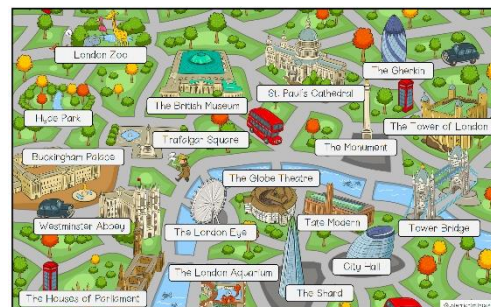 London Zoo
The Gherkin
The British Museum
St. Paul's Cathedral
Hyde Park
The Tower of London
Trafalgar Square
The Monument
Buckingham Palace
The Globe Theatre
Westminster Abbey
The London Eye
Tate Modern
Tower Bridge
City Hall
The London Aquarium
The Houses of Parliament
The Shard